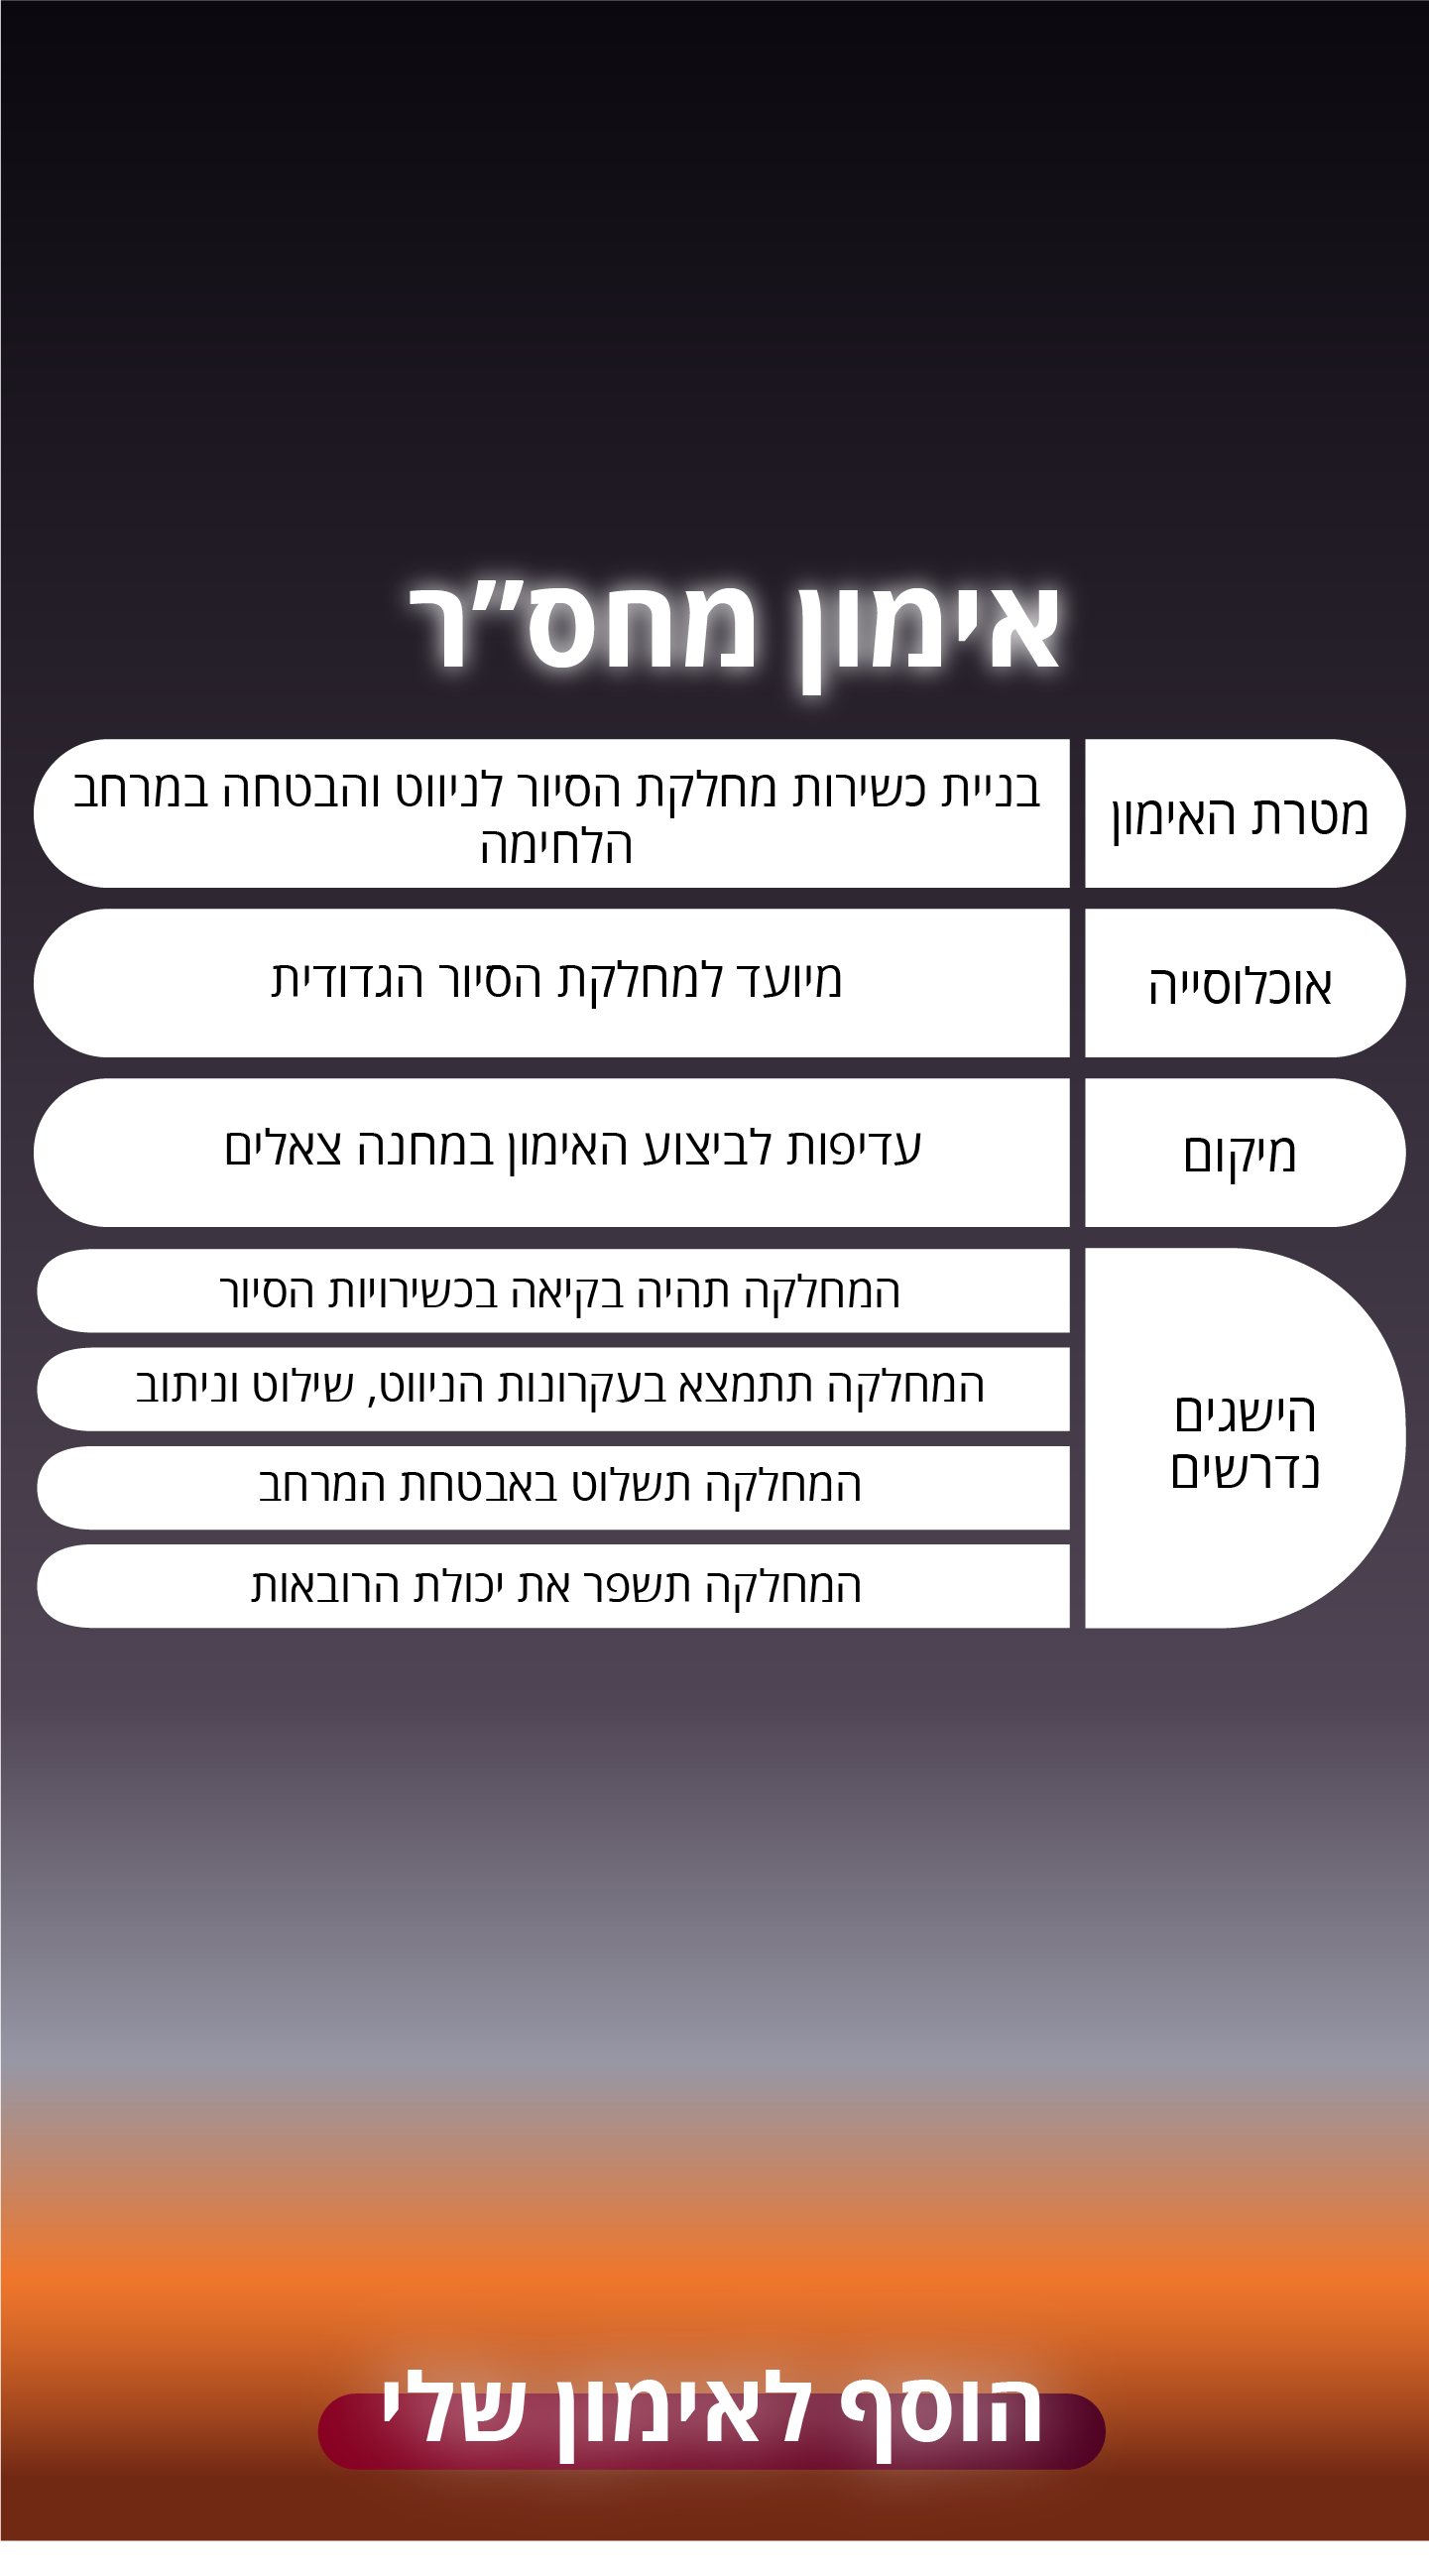 אימון מחס”ר
מטרת האימון
בניית כשירות מחלקת הסיור לניווט והבטחה במרחב
הלחימה
אוכלוסייה
מיועד למחלקת הסיור הגדודית
מיקום
עדיפות לביצוע האימון במחנה צאלים
הישגים
נדרשים
המחלקה תהיה בקיאה בכשירויות הסיור
המחלקה תתמצא בעקרונות הניווט, שילוט וניתוב
המחלקה תשלוט באבטחת המרחב
המחלקה תשפר את יכולת הרובאות
הוסף לאימון שלי